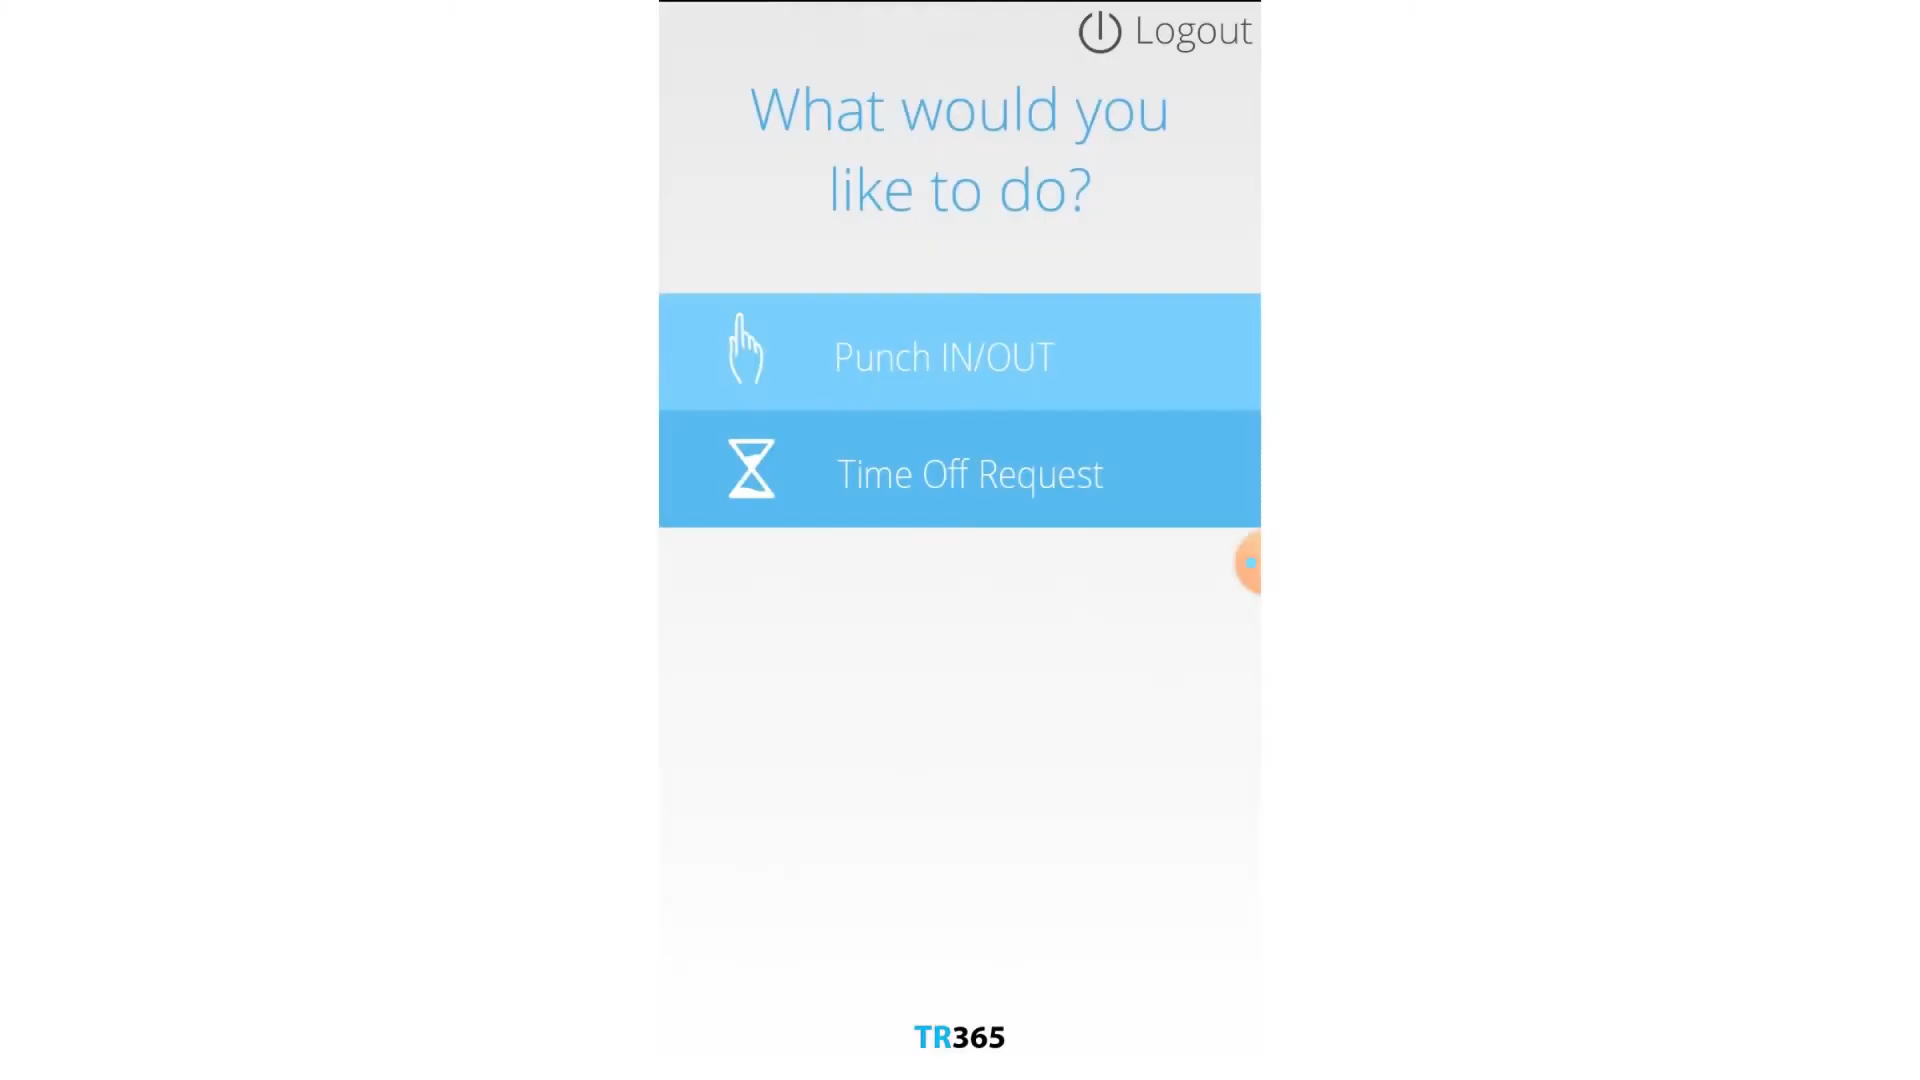 Logout
What would you
like to do?
Punch IN/OUT
Time Off Request
TR365